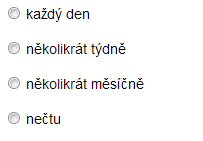 každý den
několikrát týdně
několikrát měsíčně
nečtu